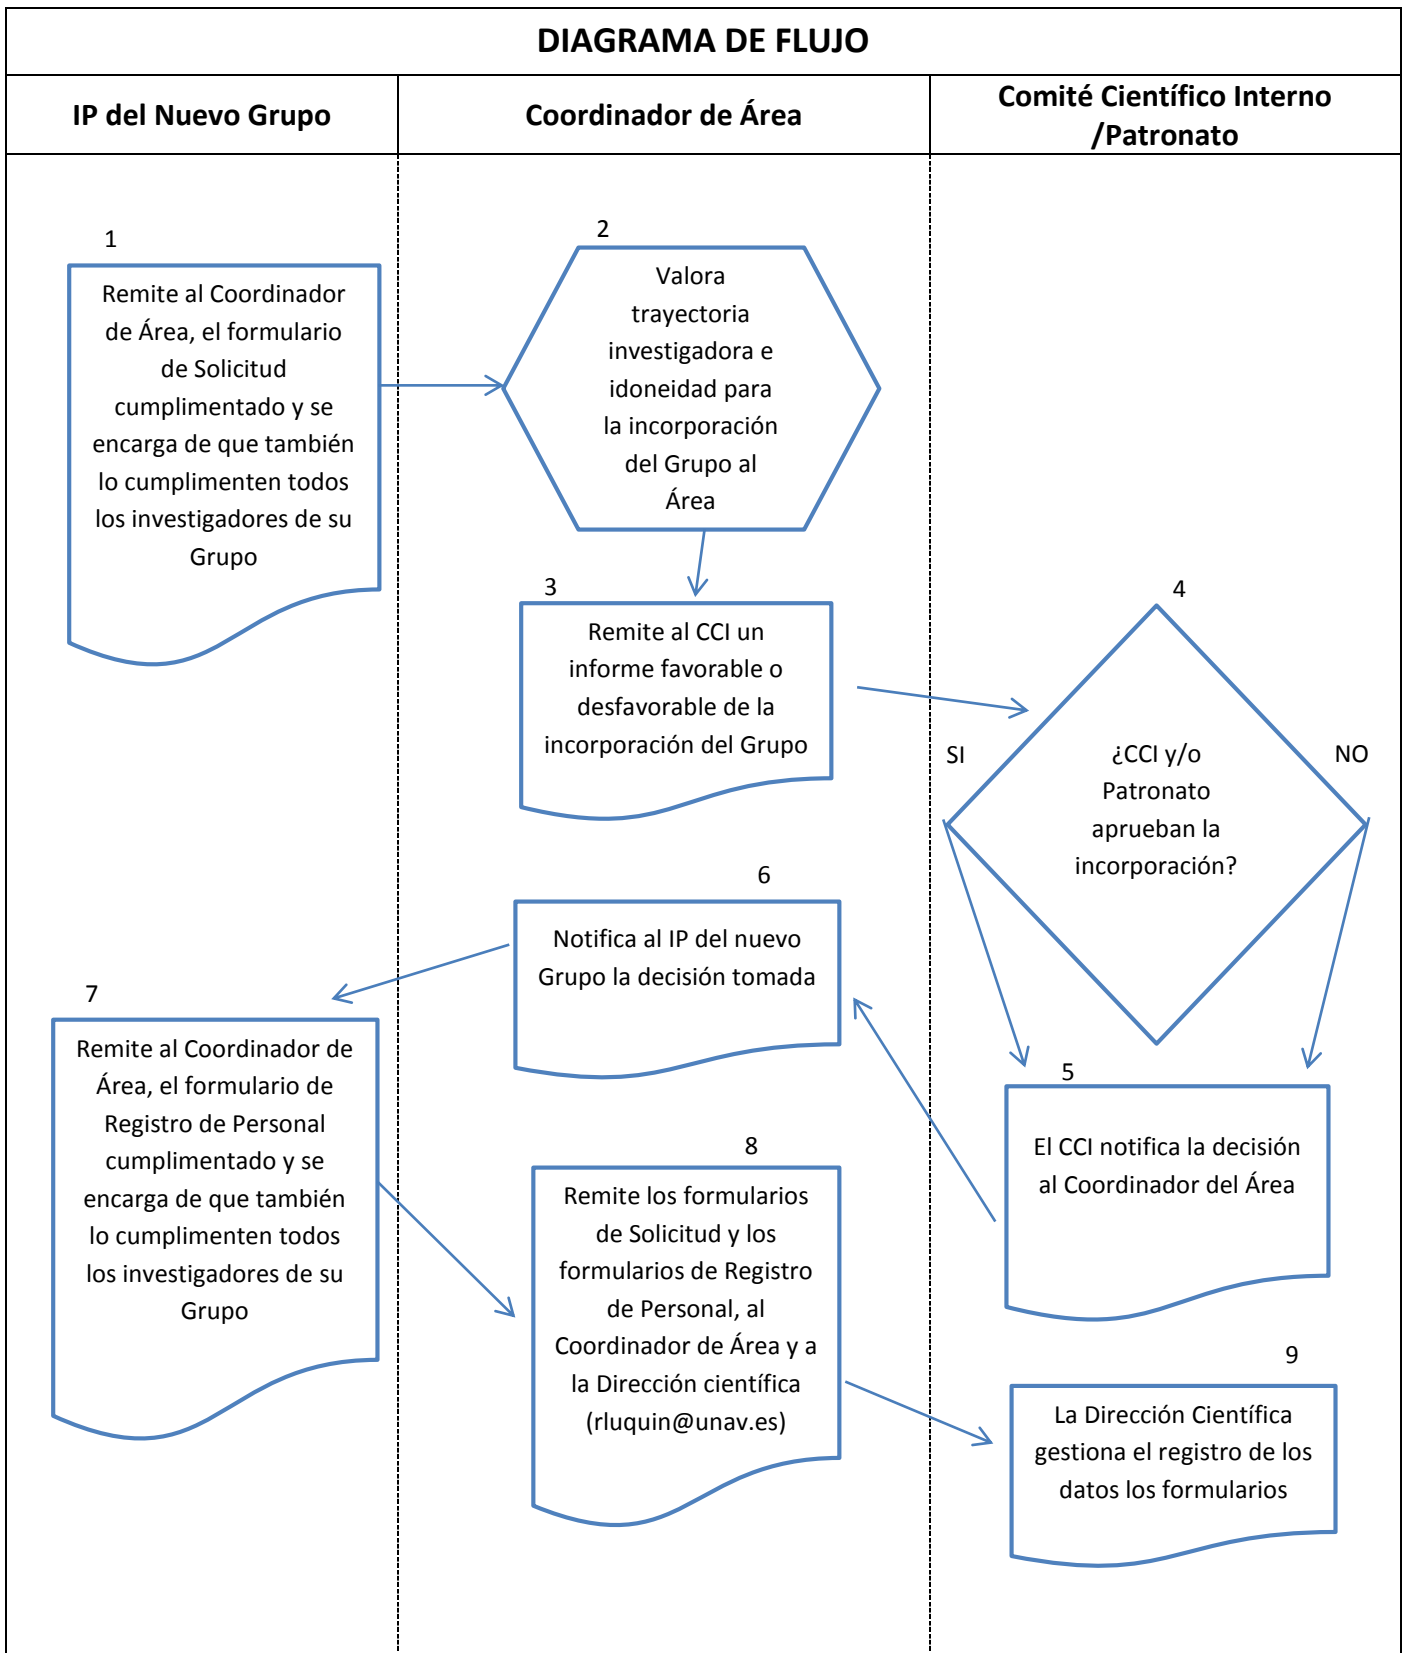 DIAGRAMA DE FLUJO
IP del Nuevo Grupo
Coordinador de Área
Comité Científico Interno
/Patronato
1
Remite al Coordinador
de Área, el formulario
de Solicitud
cumplimentado y se
encarga de que también
lo cumplimenten todos
los investigadores de su
Grupo
2
Valora
trayectoria
investigadora e
idoneidad para
la incorporación
del Grupo al
Área
3
Remite al CCI un
informe favorable o
desfavorable de la
incorporación del Grupo
4
SI
¿CCI y/o
Patronato
aprueban la
incorporación?
NO
5
El CCI notifica la decisión
al Coordinador del Área
6
Notifica al IP del nuevo
Grupo la decisión tomada
7
Remite al Coordinador de
Área, el formulario de
Registro de Personal
cumplimentado y se
encarga de que también
lo cumplimenten todos
los investigadores de su
Grupo
8
Remite los formularios
de Solicitud y los
formularios de Registro
de Personal, al
Coordinador de Área y a
la Dirección científica
(rluquin@unav.es)
9
La Dirección Científica
gestiona el registro de los
datos los formularios